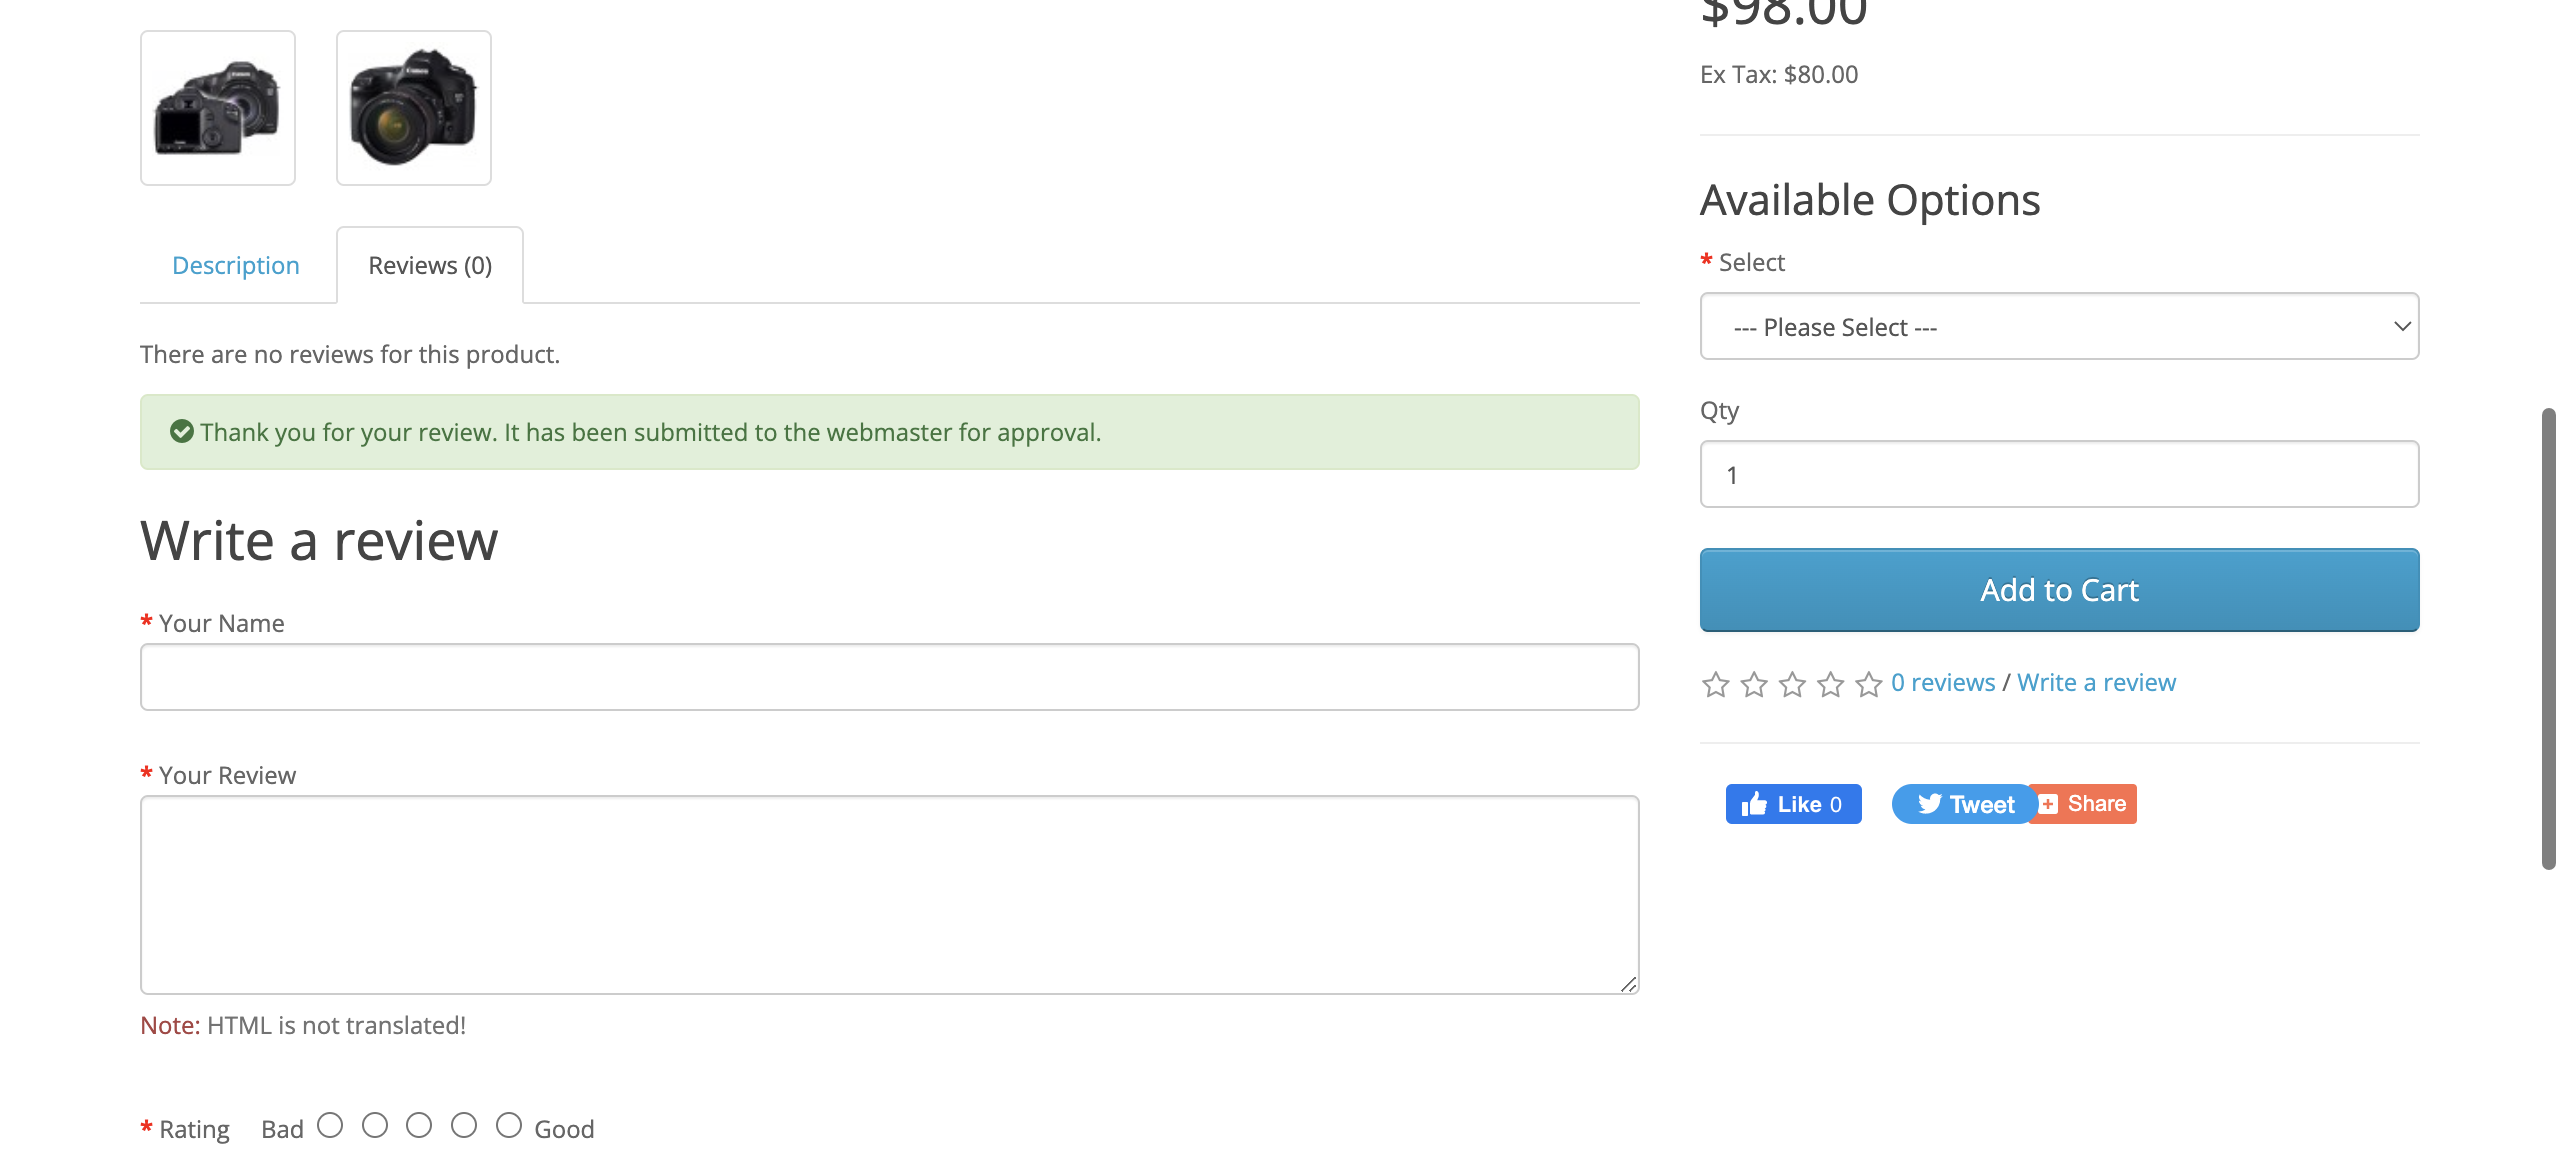 $98.00
Ex Tax: $80.00
Available Options
* Select
--- Please Select ---
Qty
1
Add to Cart
0 reviews / Write a review
Like 0
Tweet
Share
Description
Reviews (0)
There are no reviews for this product.
Thank you for your review. It has been submitted to the webmaster for approval.
Write a review
* Your Name
* Your Review
Note: HTML is not translated!
* Rating Bad Good